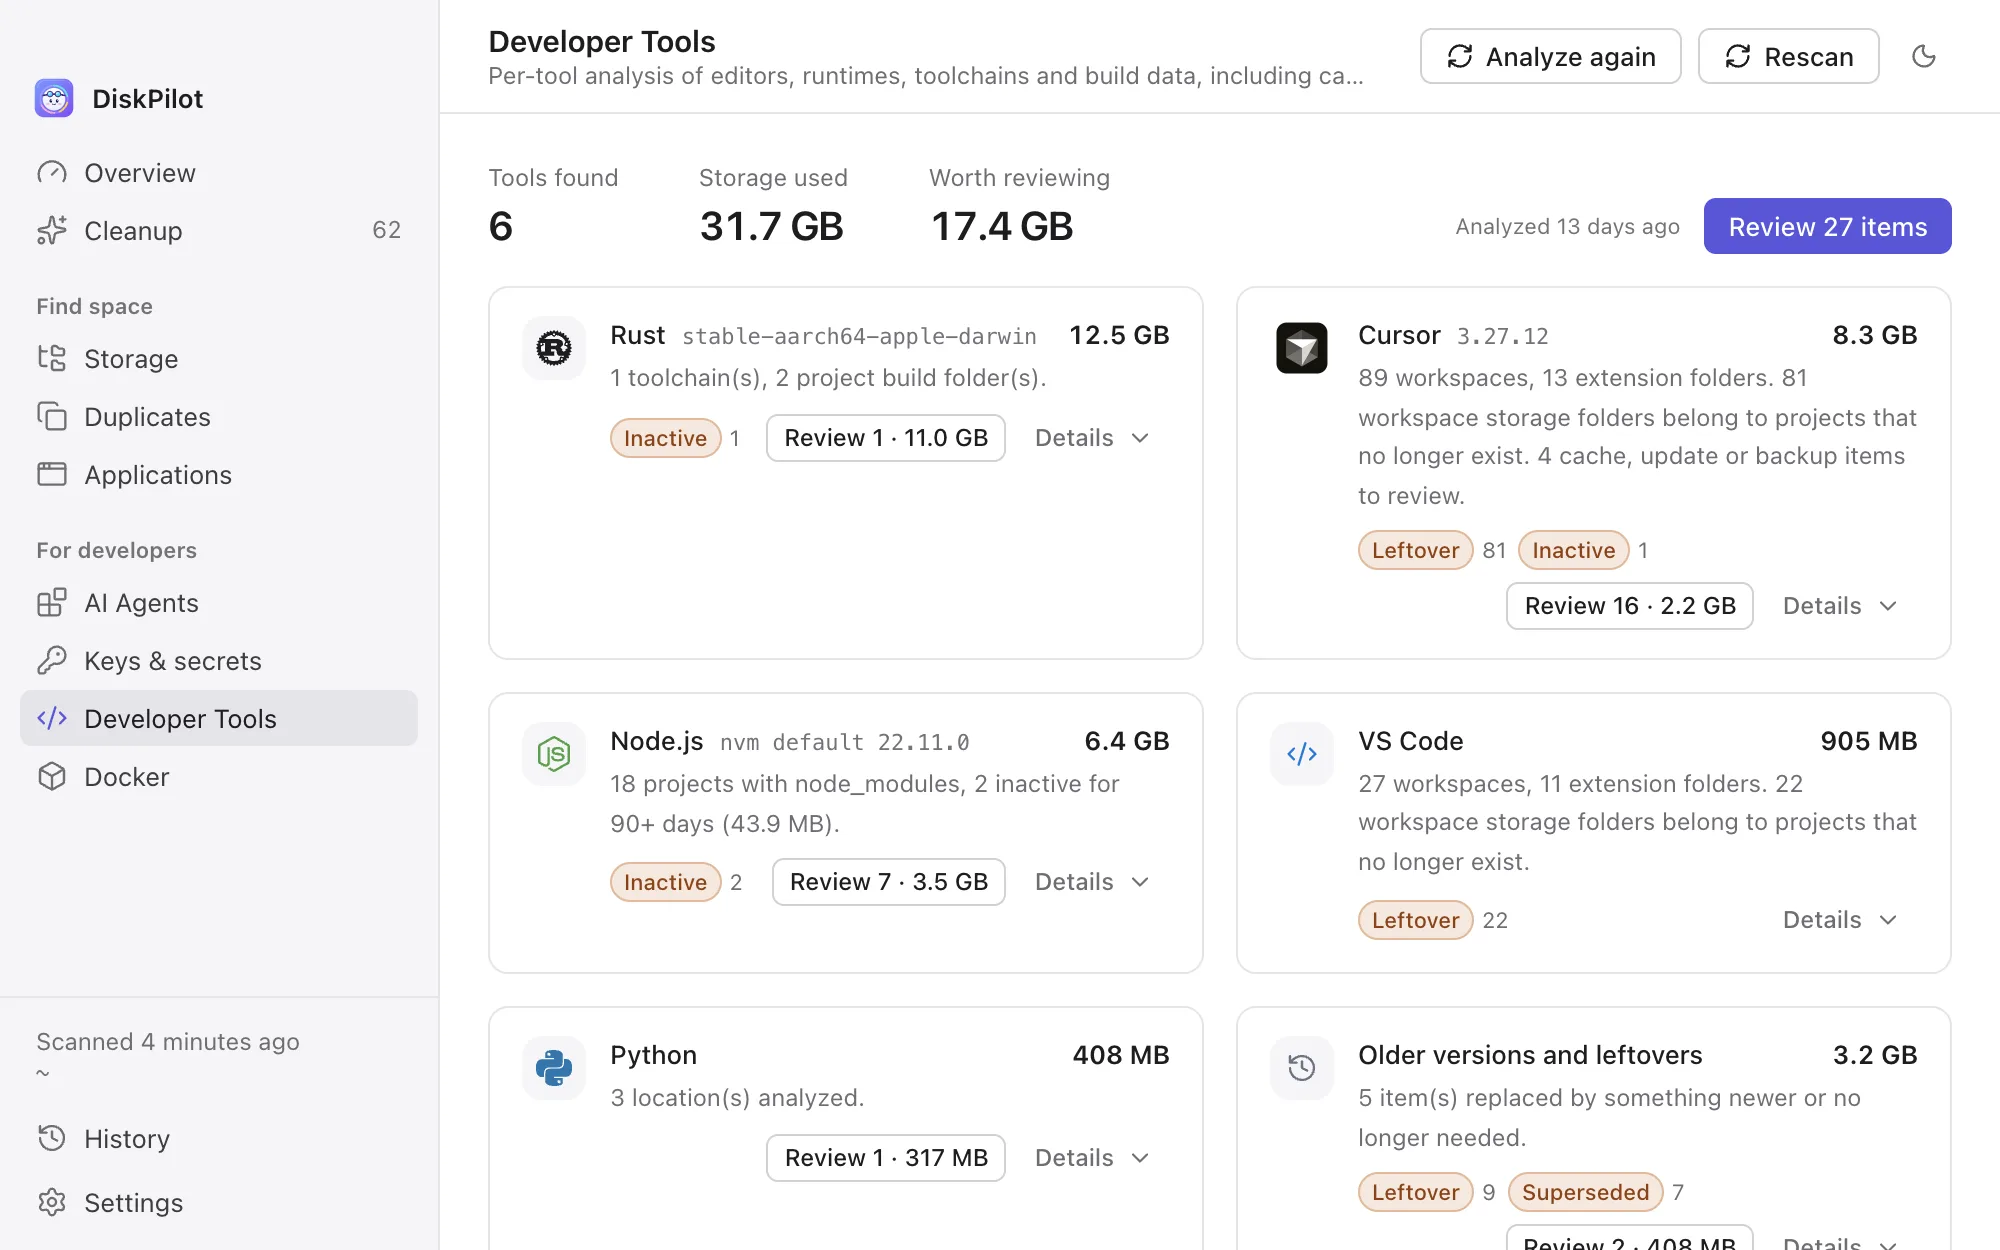 DiskPilot
Overview
Cleanup 62
Find space
Storage
Duplicates
Applications
For developers
AI Agents
Keys & secrets
Developer Tools
Docker
Scanned 4 minutes ago
~
History
Settings
Developer Tools
Per-tool analysis of editors, runtimes, toolchains and build data, including ca...
Analyze again
Rescan
Tools found
6
Storage used
31.7 GB
Worth reviewing
17.4 GB
Analyzed 13 days ago
Review 27 items
Rust stable-aarch64-apple-darwin 12.5 GB
1 toolchain(s), 2 project build folder(s).
Inactive 1 Review 1 · 11.0 GB Details
Cursor 3.27.12 8.3 GB
89 workspaces, 13 extension folders. 81
workspace storage folders belong to projects that
no longer exist. 4 cache, update or backup items
to review.
Leftover 81 Inactive 1
Review 16 · 2.2 GB Details
JS
Node.js nvm default 22.11.0 6.4 GB
18 projects with node_modules, 2 inactive for
90+ days (43.9 MB).
Inactive 2 Review 7 · 3.5 GB Details
VS Code 905 MB
27 workspaces, 11 extension folders. 22
workspace storage folders belong to projects that
no longer exist.
Leftover 22 Details
Python 408 MB
3 location(s) analyzed.
Review 1 · 317 MB Details
Older versions and leftovers 3.2 GB
5 item(s) replaced by something newer or no
longer needed.
Leftover 9 Superseded 7
Review 2 · 408 MB Details